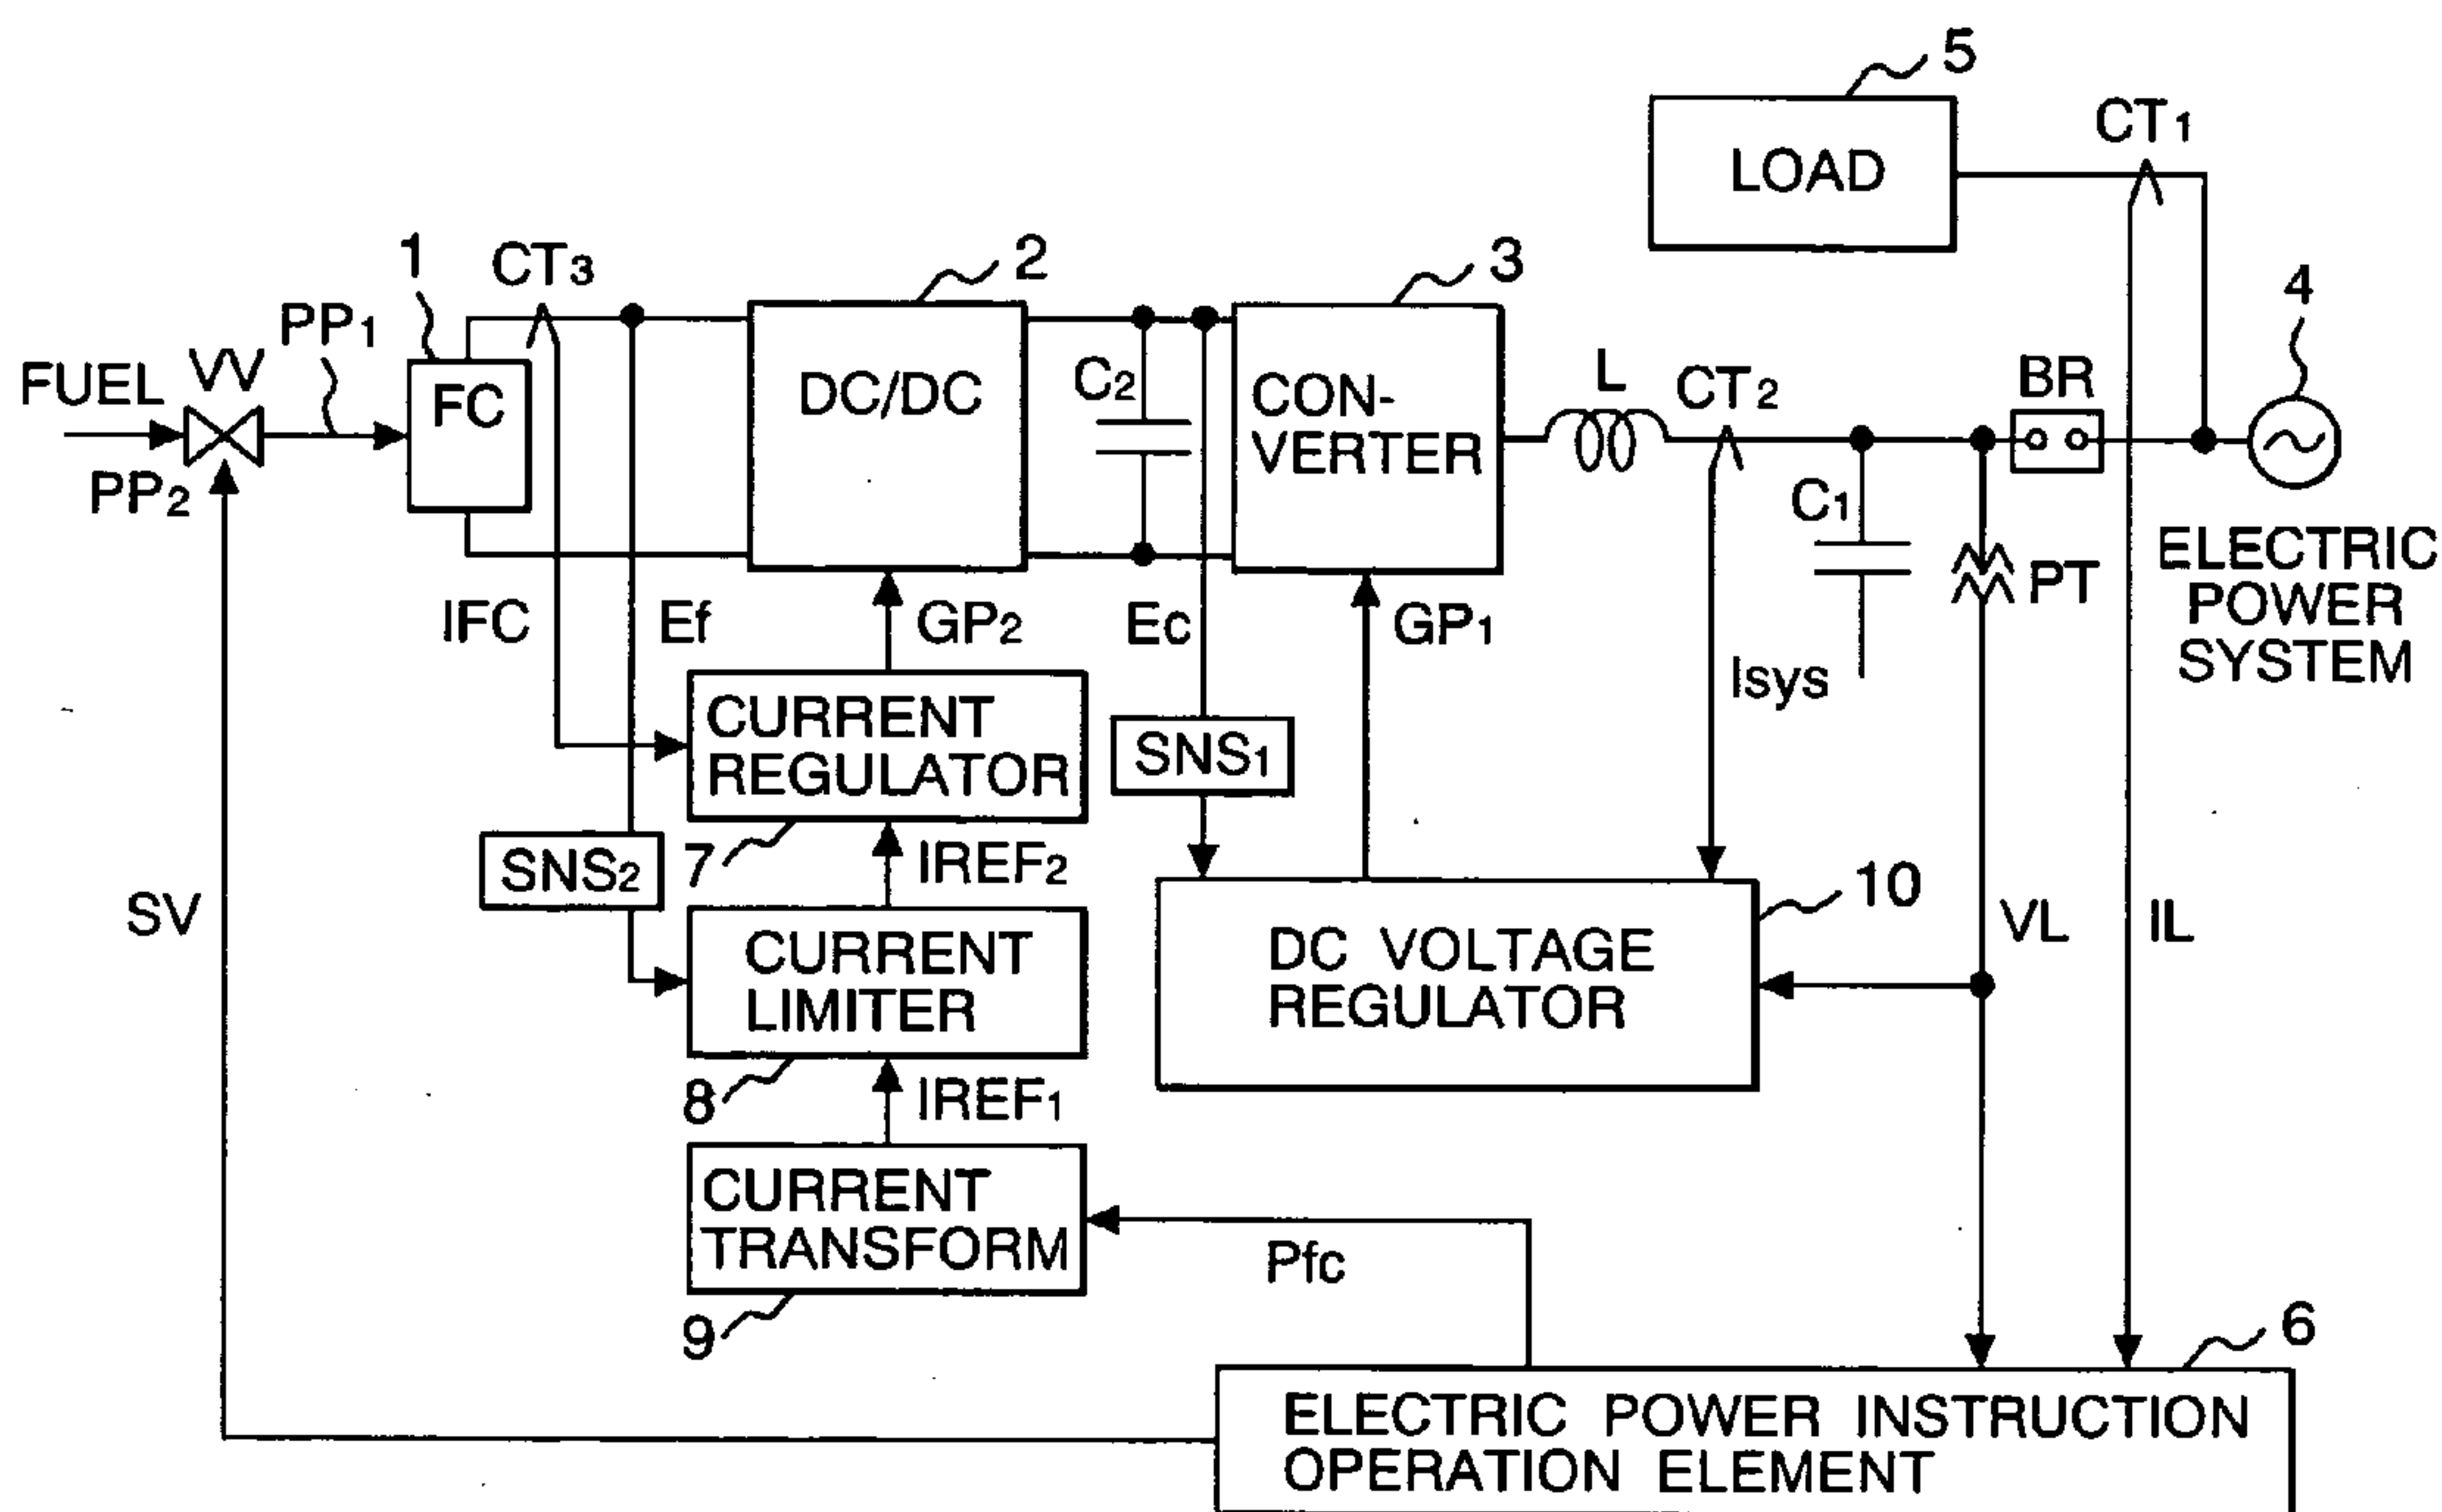 5
CT1
LOAD
1
CT3
2
3
4
PP1
FUEL
VV
FC
DC/DC
C2
CON-
VERTER
L
CT2
BR
PP2
C1
PT
ELECTRIC
POWER
SYSTEM
IFC
Ef
GP2
Ec
GP1
Isys
CURRENT
REGULATOR
SNS1
7
IREF2
SNS2
10
SV
CURRENT
LIMITER
DC VOLTAGE
REGULATOR
VL
IL
8
IREF1
CURRENT
TRANSFORM
Pfc
9
6
ELECTRIC POWER INSTRUCTION
OPERATION ELEMENT